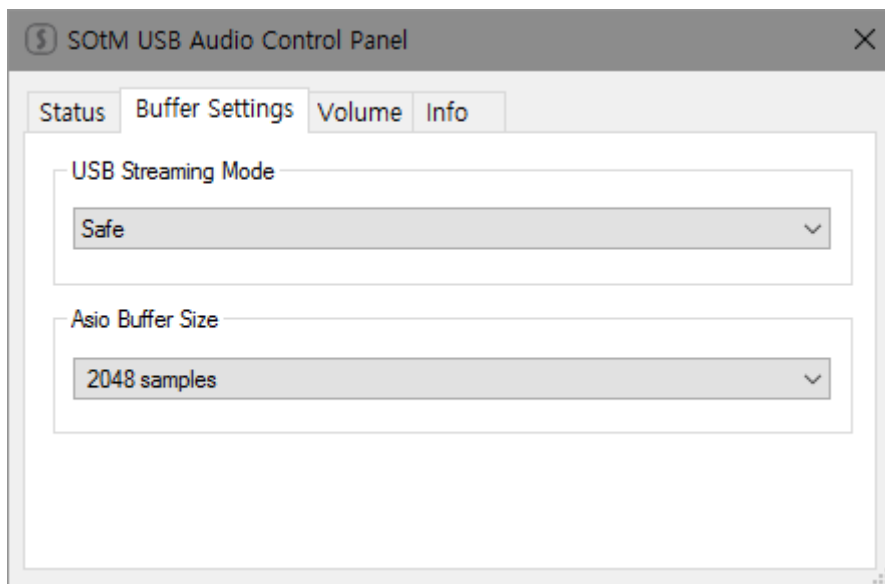 SOtM USB Audio Control Panel
Status Buffer Settings Volume Info
USB Streaming Mode
Safe
Asio Buffer Size
2048 samples